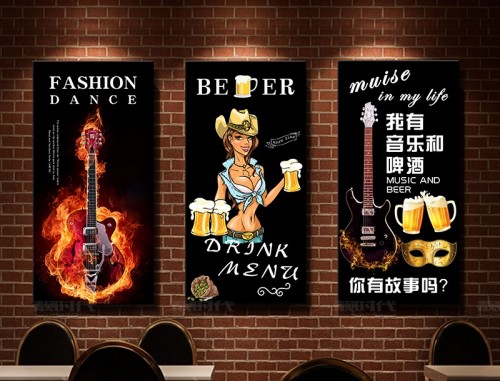 FASHION
DANCE
BEER
DRINK
MENU
muise
in my life
我有
音乐和
啤酒
MUSIC AND
BEER
你有故事吗?